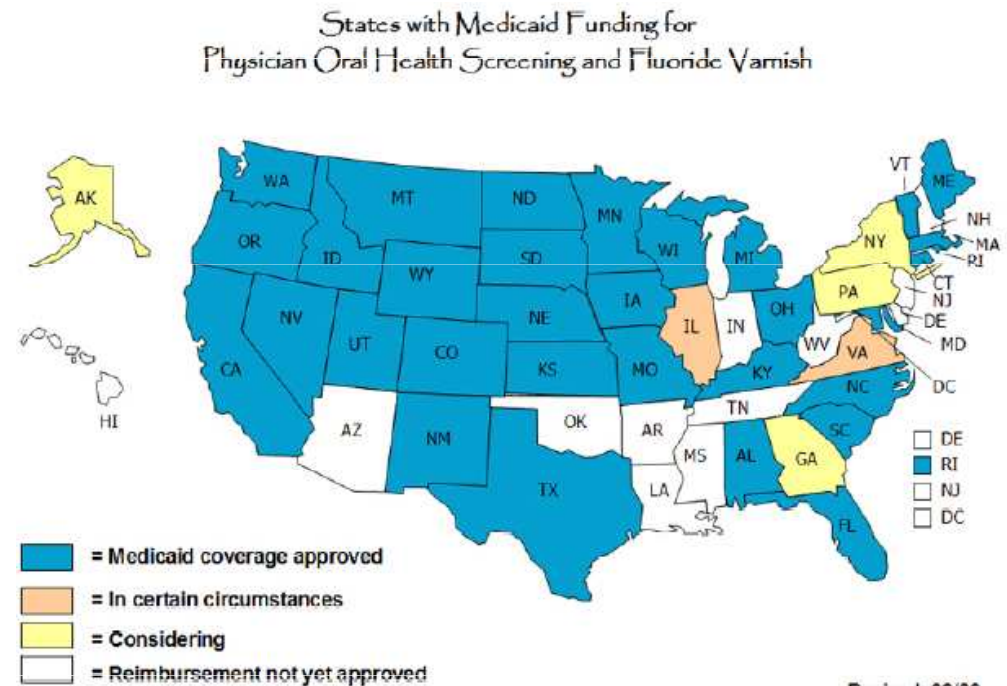 States with Medicaid Funding for
Physician Oral Health Screening and Fluoride Varnish
AK
WA
MT
ND
MN
VT
ME
NH
MA
RI
CT
NJ
DE
MD
DC
OR
ID
WY
SD
WI
MI
NY
PA
IA
NE
NV
UT
CO
CA
KS
MO
IL
IN
OH
WV
VA
KY
NC
TN
HI
AZ
NM
OK
AR
MS
AL
GA
SC
LA
TX
FL
DE
RI
NJ
DC
= Medicaid coverage approved
= In certain circumstances
= Considering
= Reimbursement not yet approved